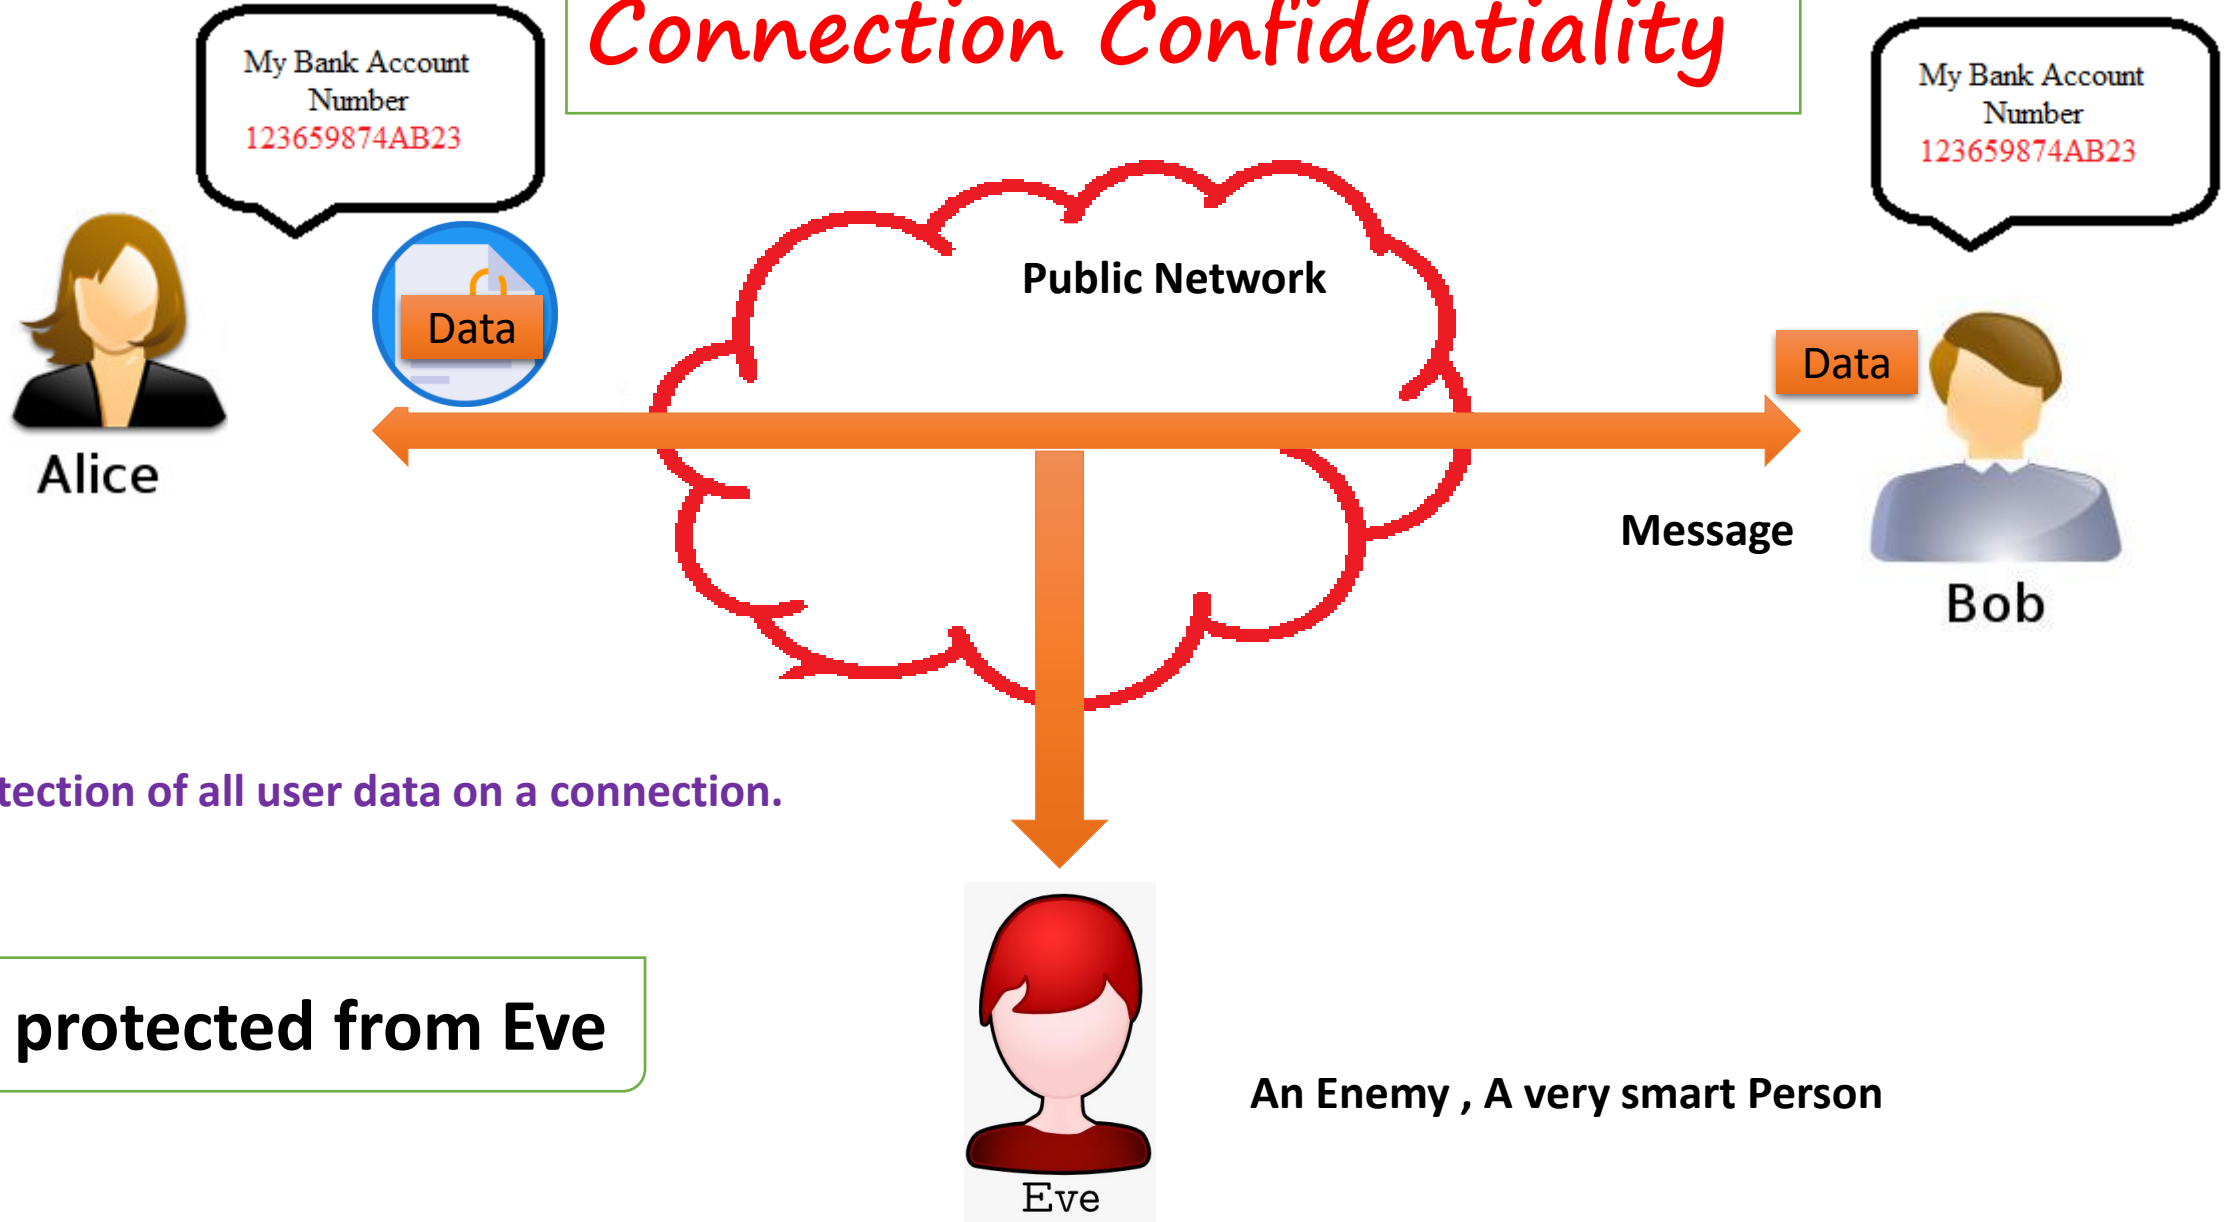 Connection Confidentiality
My Bank Account
Number
123659874AB23
My Bank Account
Number
123659874AB23
Public Network
Data
Data
Alice
Message
Bob
tection of all user data on a connection.
protected from Eve
An Enemy , A very smart Person
Eve